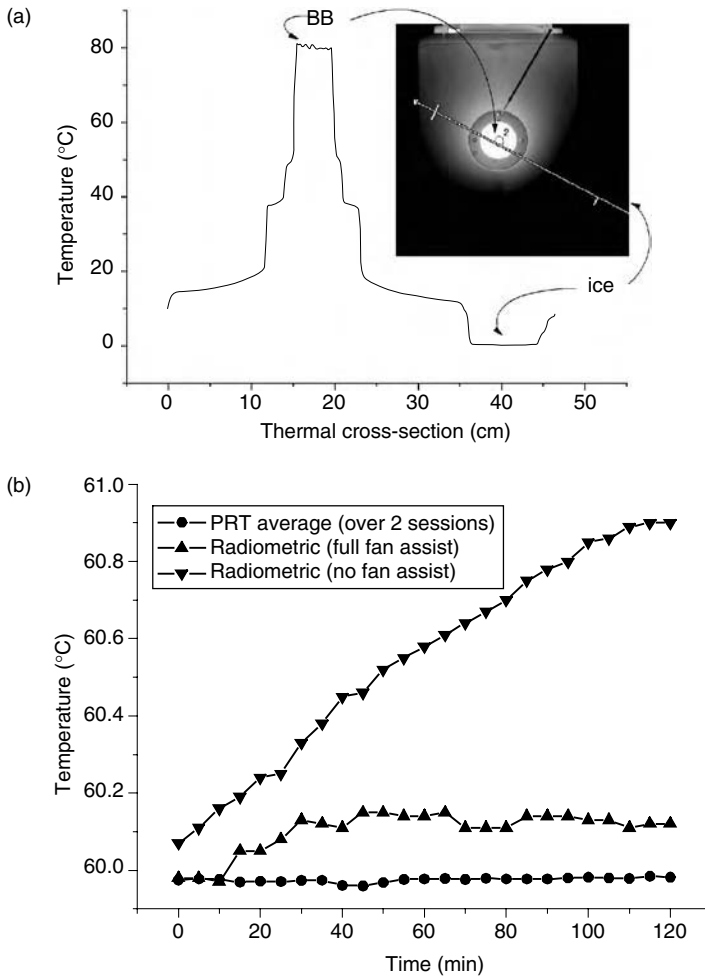 (a)
BB
80
60
40
20
0
Temperature (°C)
2
ice
0 10 20 30 40 50
Thermal cross-section (cm)
(b)
61.0
60.8
60.6
60.4
60.2
60.0
Temperature (°C)
PRT average (over 2 sessions)
Radiometric (full fan assist)
Radiometric (no fan assist)
0 20 40 60 80 100 120
Time (min)